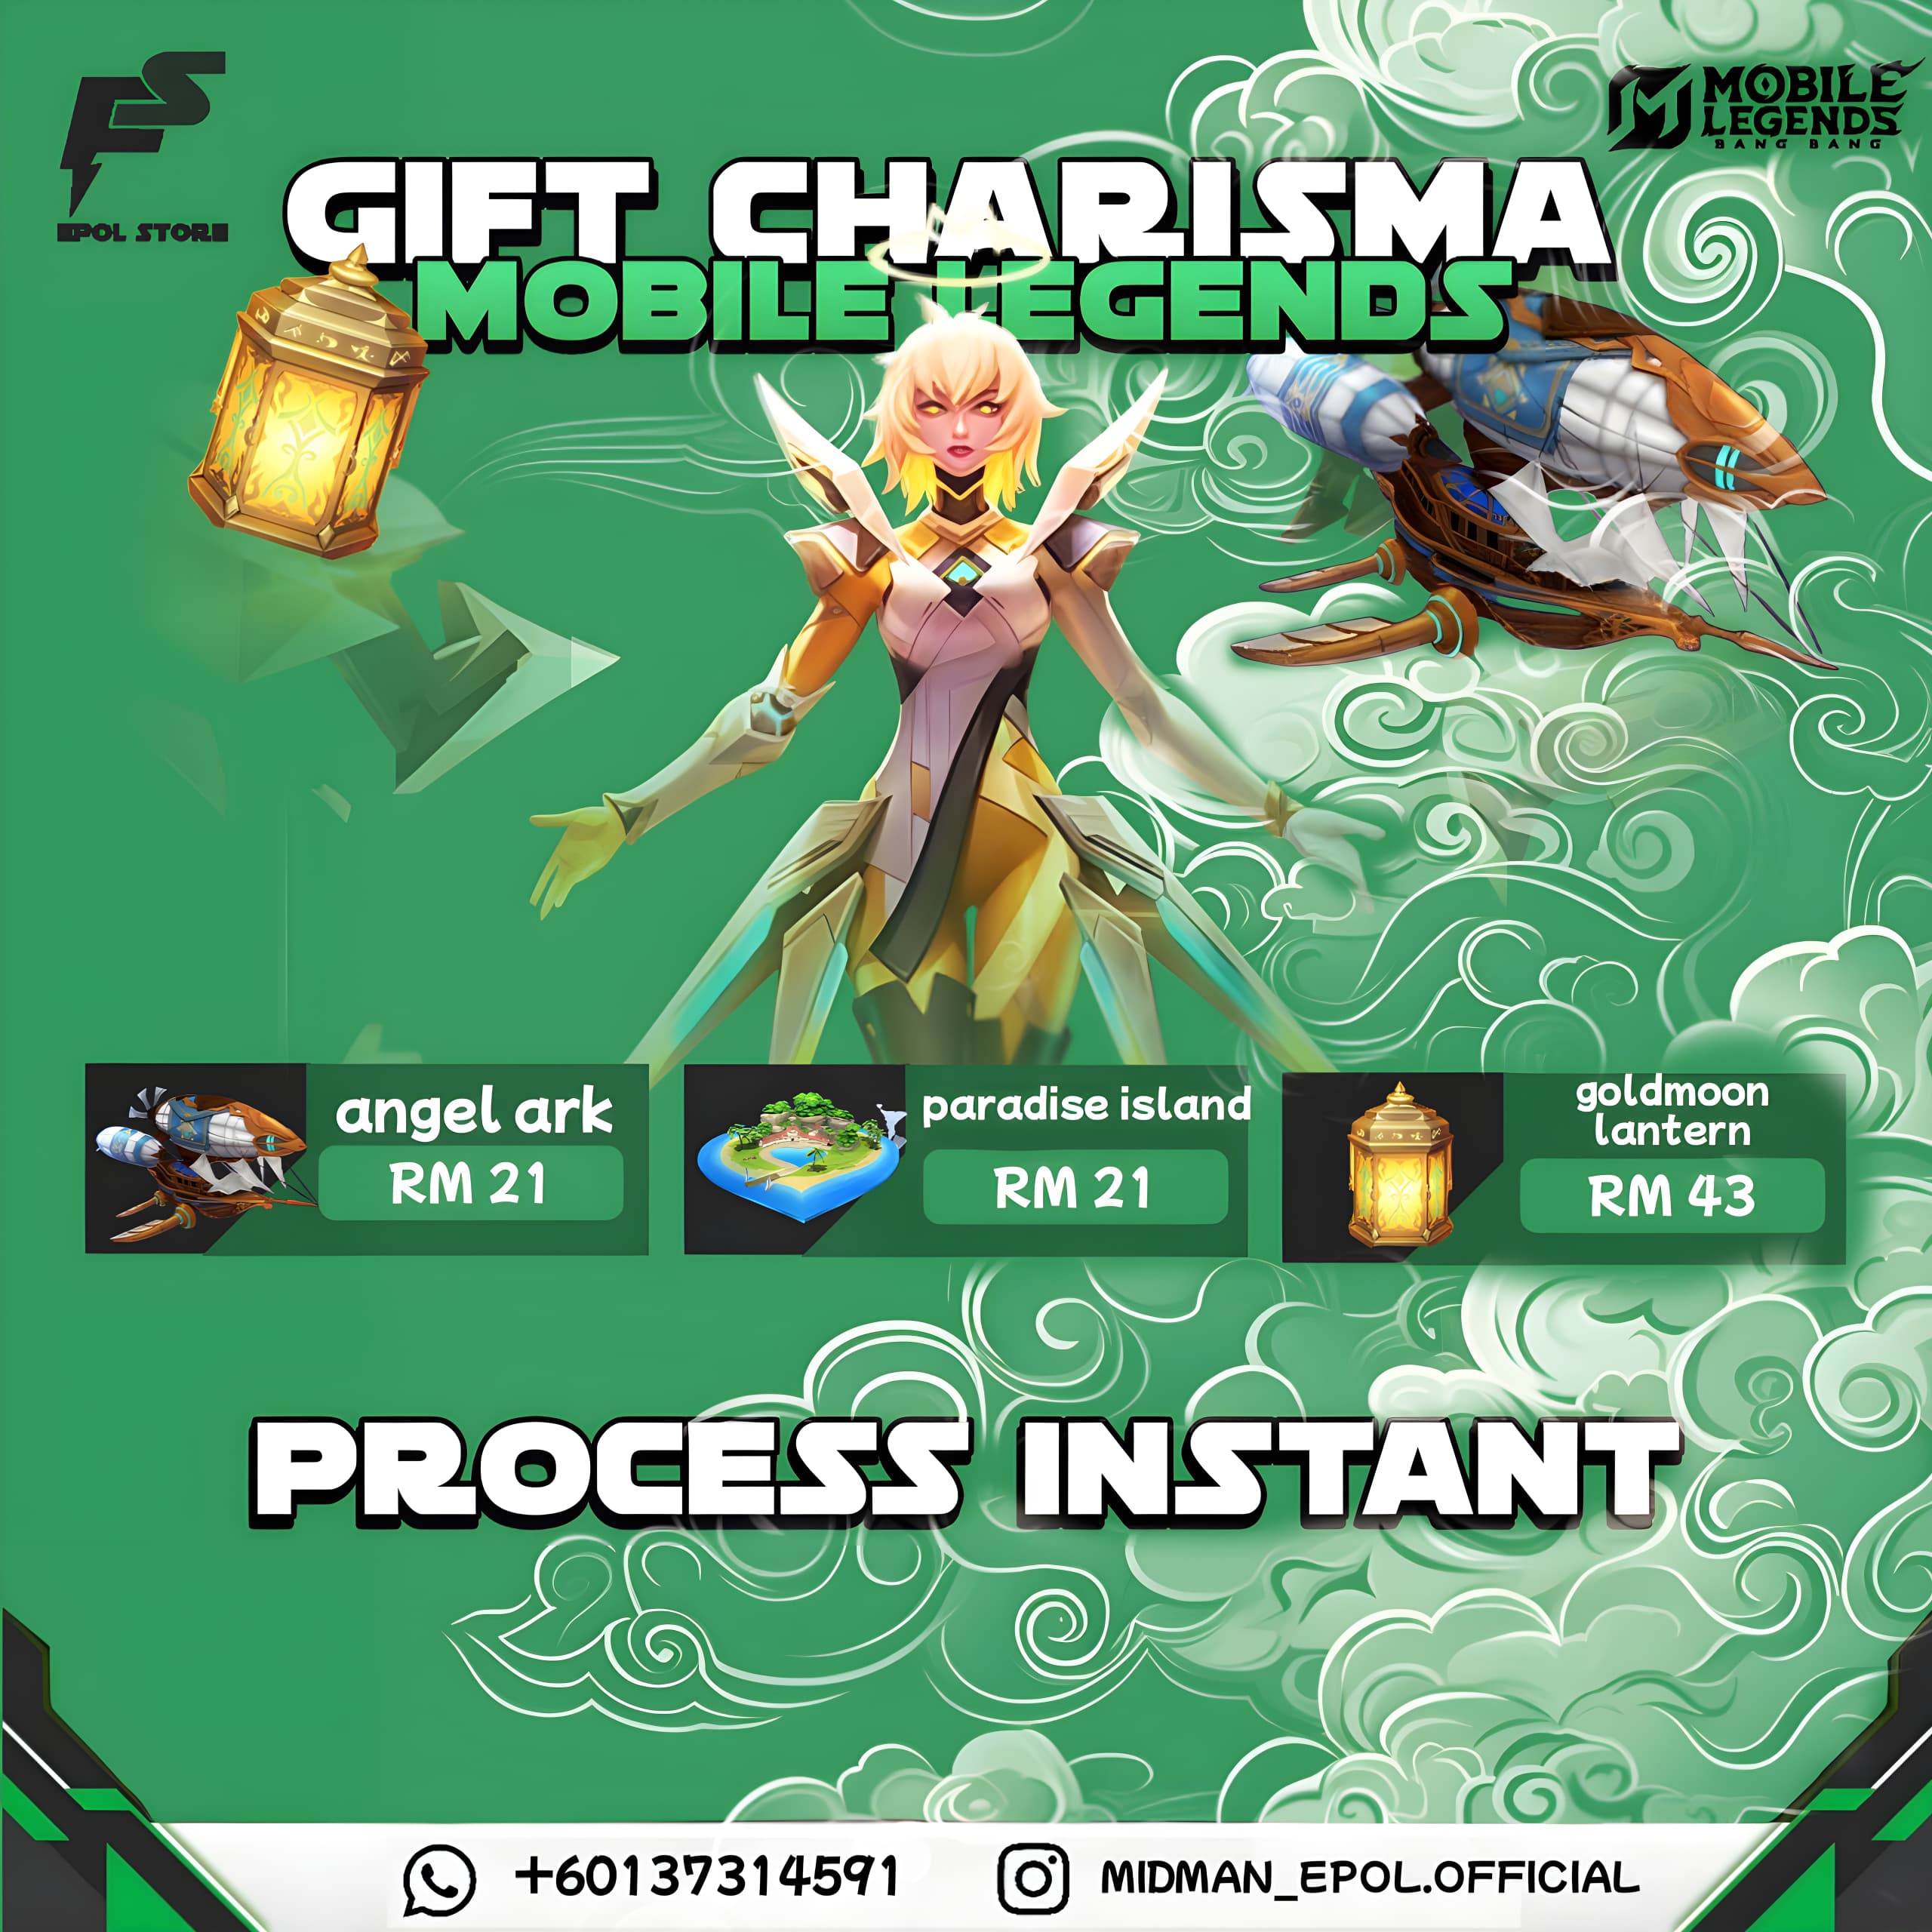 EPOL STORE
MOBILE
LEGENDS
BANG BANG
GIFT CHARISMA
MOBILE LEGENDS
angel ark
RM 21
paradise island
RM 21
goldmoon
lantern
RM 43
PROCESS INSTANT
+60137314591
MIDMAN_EPOL.OFFICIAL